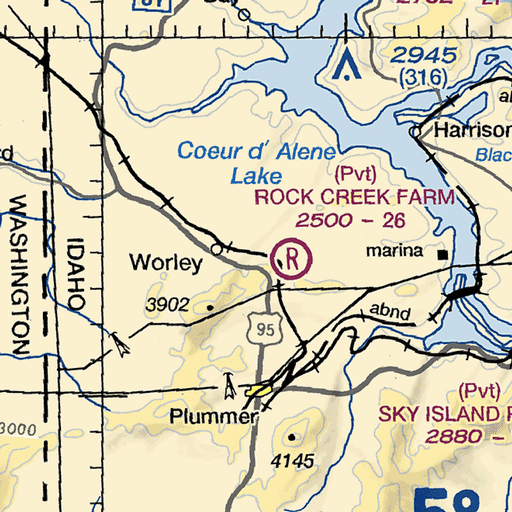 2945
(316)
Harrison
Coeur d' Alene
Lake
(Pvt)
ROCK CREEK FARM
2500 - 26
R
marina
WASHINGTON
IDAHO
Worley
3902
95
abnd
Plummer
(Pvt)
SKY ISLAND
2880 -
3000
4145